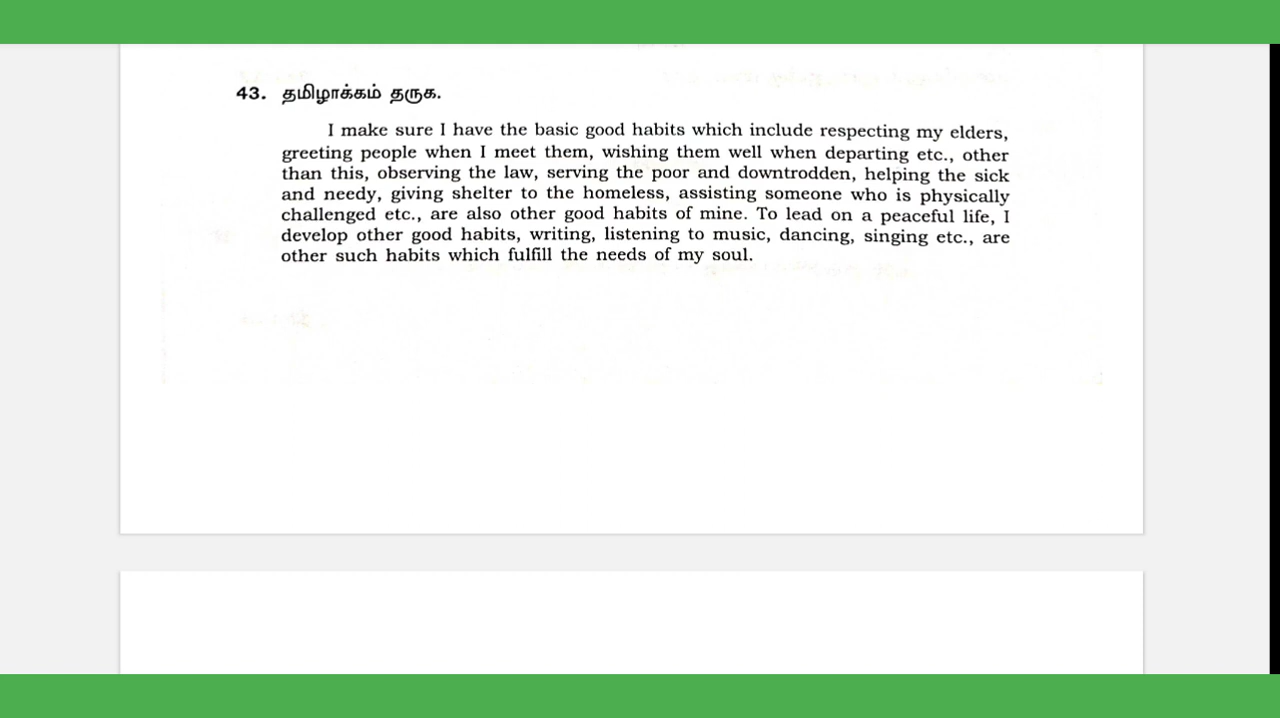 43. தமிழாக்கம் தருக.
I make sure I have the basic good habits which include respecting my elders,
greeting people when I meet them, wishing them well when departing etc., other
than this, observing the law, serving the poor and downtrodden, helping the sick
and needy, giving shelter to the homeless, assisting someone who is physically
challenged etc., are also other good habits of mine. To lead on a peaceful life, I
develop other good habits, writing, listening to music, dancing, singing etc., are
other such habits which fulfill the needs of my soul.